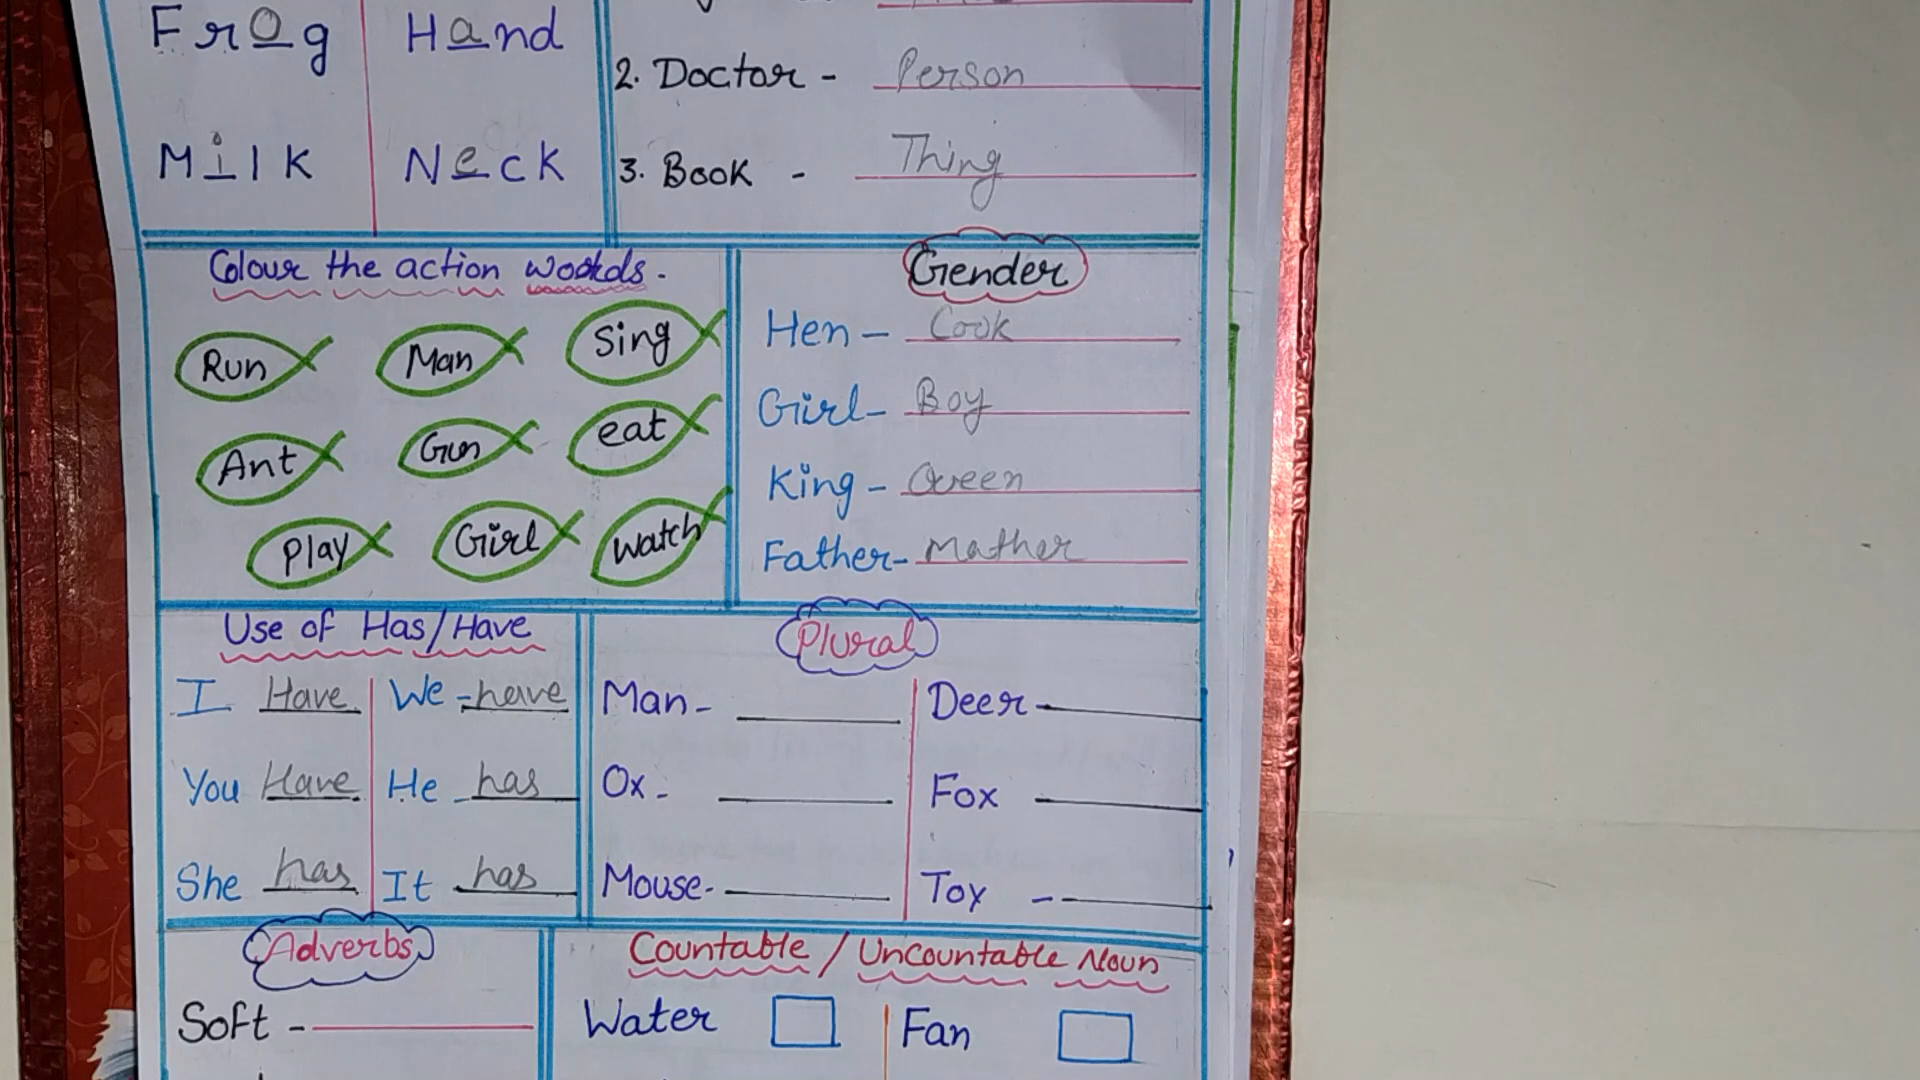 Frog
Hand
Milk
Neck
2. Doctor - Person
3. Book - Thing
Colour the action words.
Run
Man
Sing
Ant
Gun
eat
Play
Girl
Watch
Gender
Hen - Cook
Girl - Boy
King - Queen
Father - Mather
Use of Has/Have
I Have
We - have
You Have
He - has
She has
It has
Plural
Man -
Deer -
Ox -
Fox
Mouse -
Toy -
Adverbs
Soft -
Countable / Uncountable Noun
Water
Fan